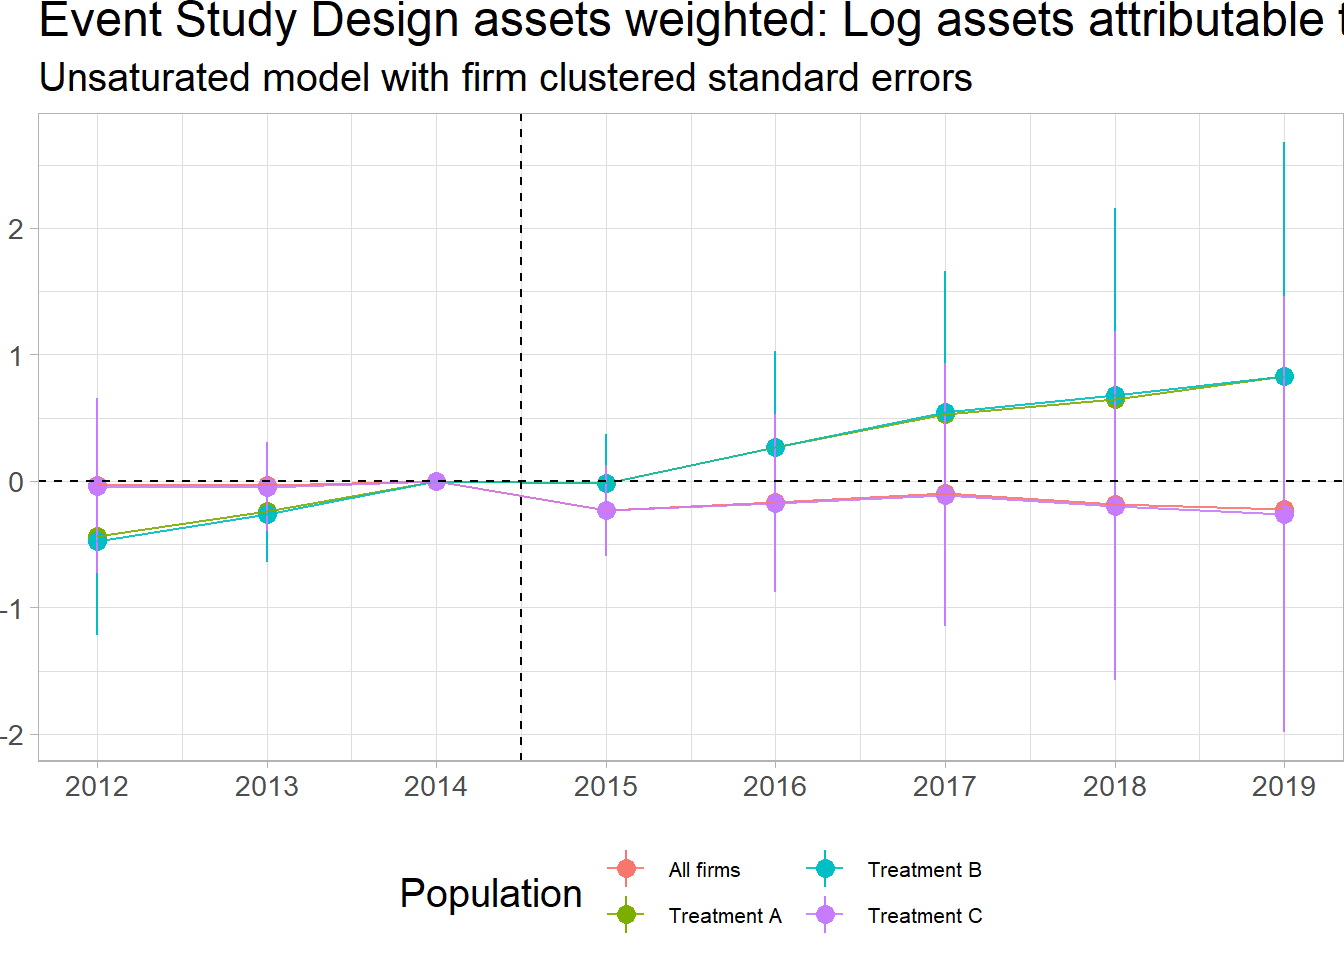 Event Study Design assets weighted: Log assets attributable t
Unsaturated model with firm clustered standard errors
2
1
0
-1
-2
2012 2013 2014 2015 2016 2017 2018 2019
Population
All firms
Treatment A
Treatment B
Treatment C